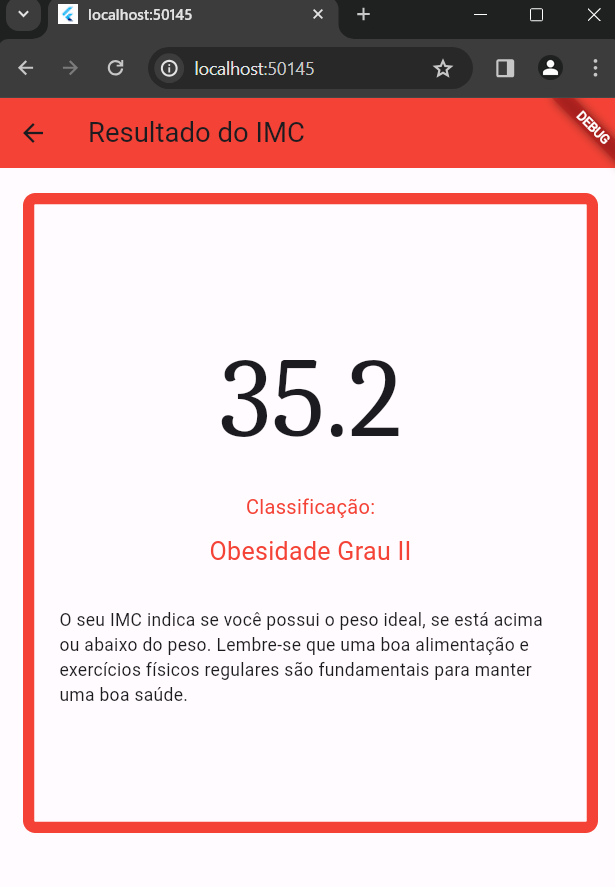 localhost:50145
localhost:50145
Resultado do IMC
DEBUG
35.2
Classificação:
Obesidade Grau II
O seu IMC indica se você possui o peso ideal, se está acima
ou abaixo do peso. Lembre-se que uma boa alimentação e
exercícios físicos regulares são fundamentais para manter
uma boa saúde.